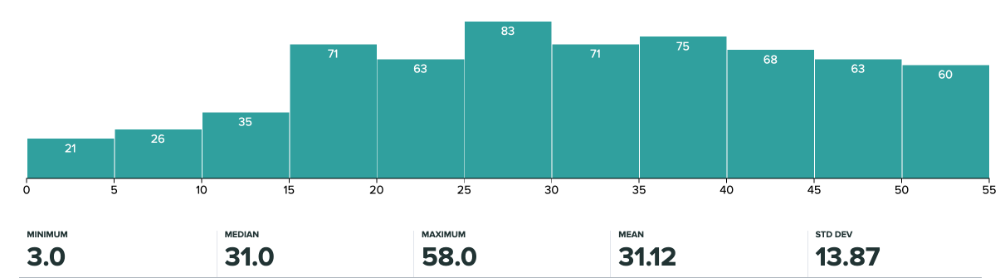 21 26 35 71 63 83 71 75 68 63 60
0 5 10 15 20 25 30 35 40 45 50 55
MINIMUM MEDIAN MAXIMUM MEAN STD DEV
3.0 31.0 58.0 31.12 13.87